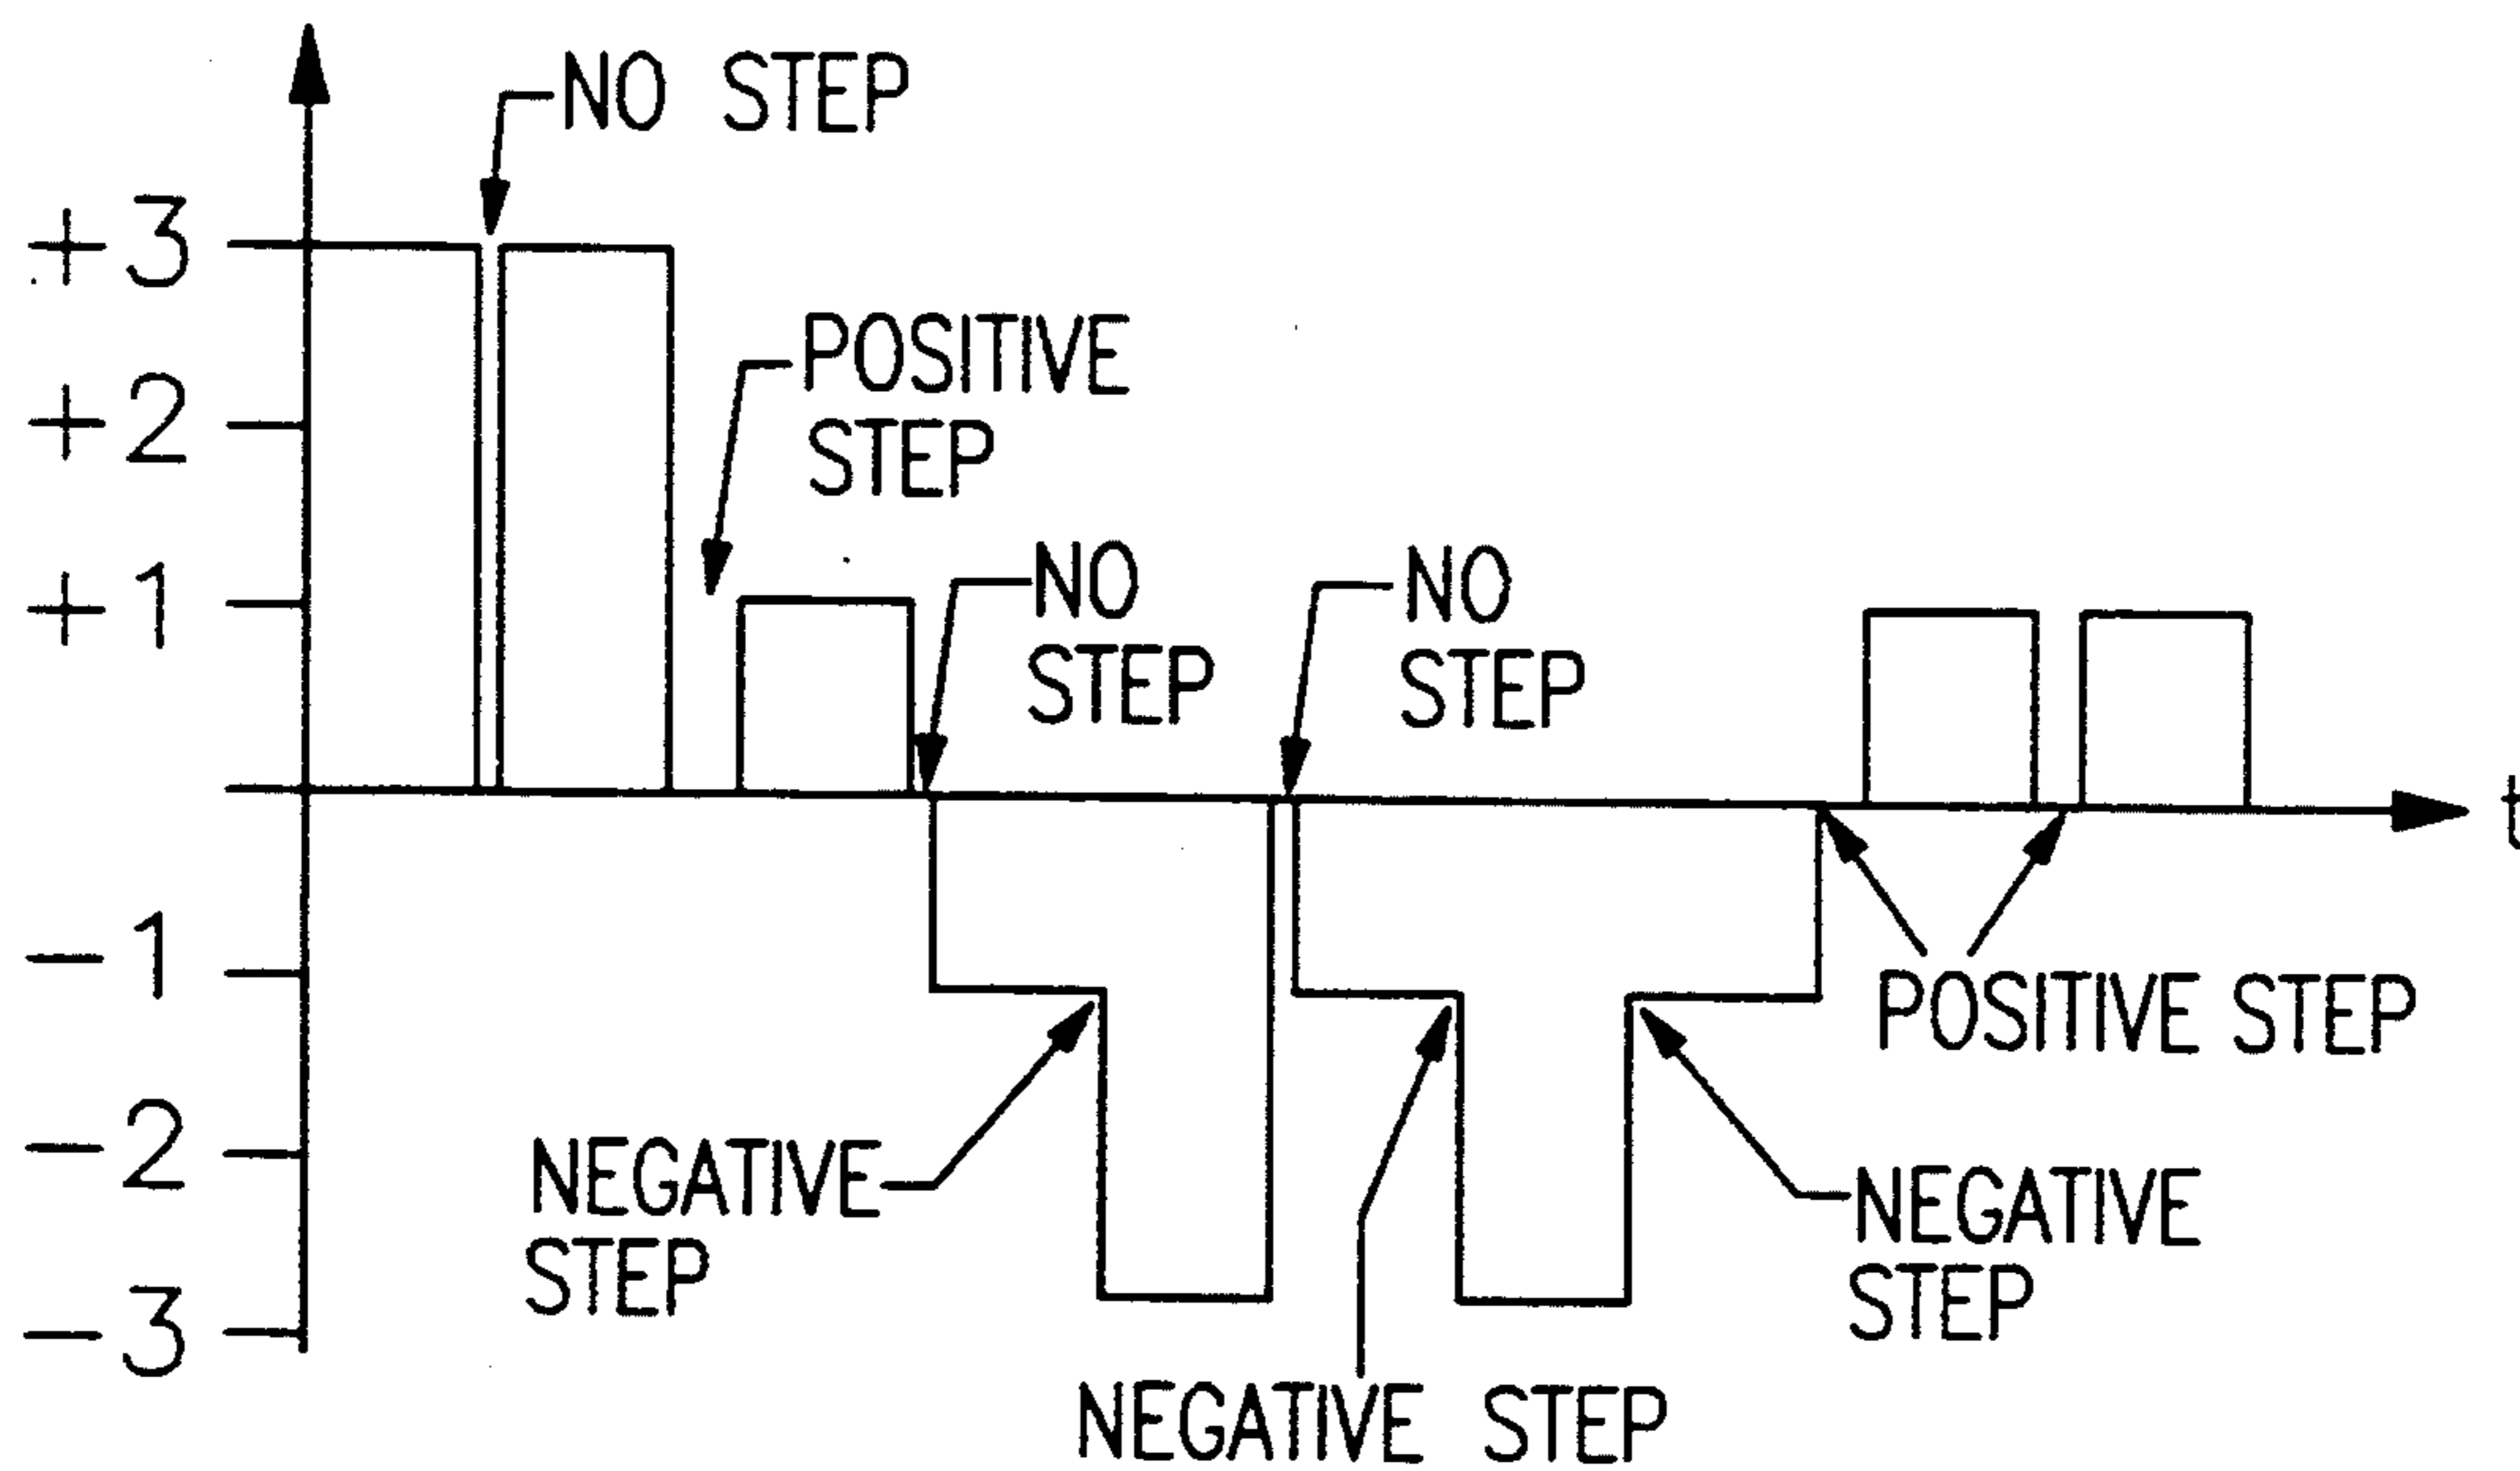 NO STEP
+3
POSITIVE
STEP
+2
+1
NO
STEP
NO
STEP
t
-1
POSITIVE STEP
-2
NEGATIVE
STEP
NEGATIVE
STEP
-3
NEGATIVE STEP